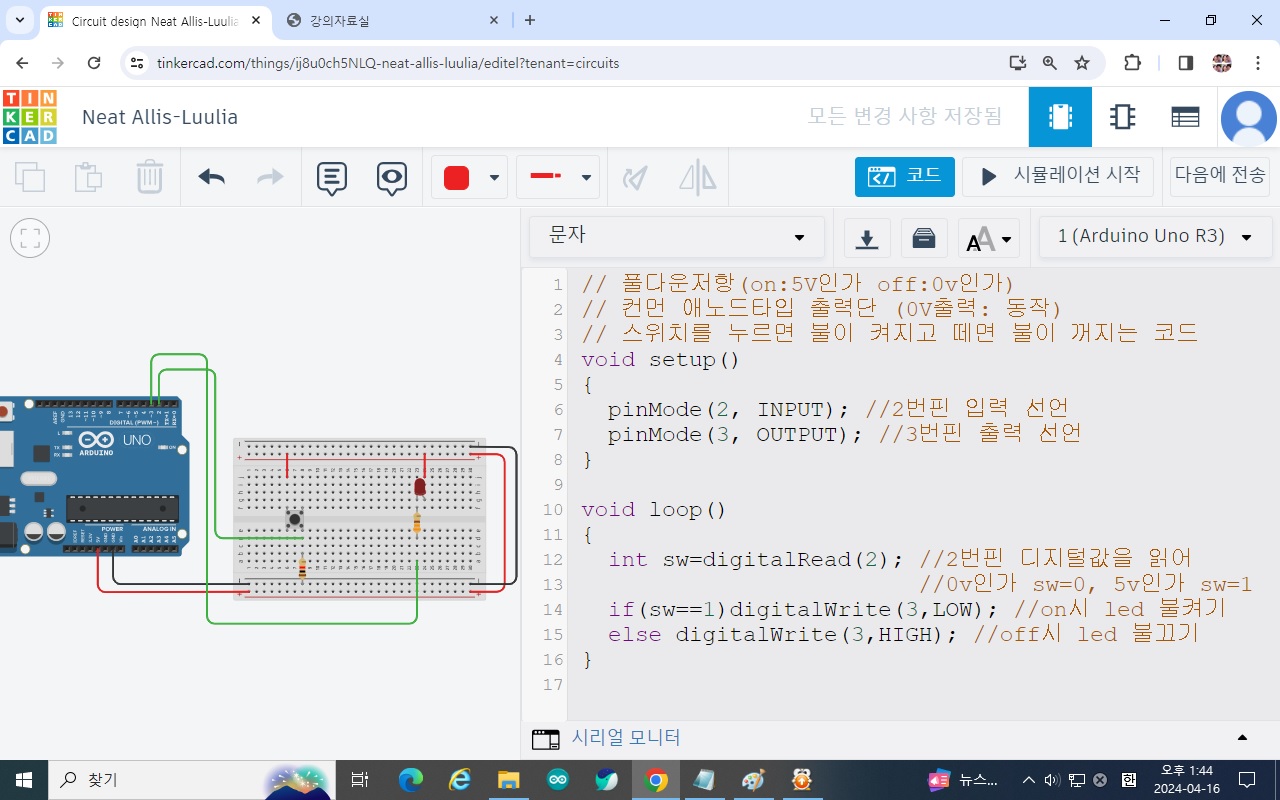 Circuit design Neat Allis-Luulia
강의자료실
tinkercad.com/things/ij8u0ch5NLQ-neat-allis-luulia/editel?tenant=circuits
TINKERCAD
Neat Allis-Luulia
모든 변경 사항 저장됨
코드
시뮬레이션 시작
다음에 전송
문자
AA
1 (Arduino Uno R3)
1 // 풀다운저항(on:5V인가 off:0v인가)
2 // 컨먼 애노드타입 출력단 (0V출력: 동작)
3 // 스위치를 누르면 불이 켜지고 떼면 불이 꺼지는 코드
4 void setup()
5 {
6 pinMode(2, INPUT); //2번핀 입력 선언
7 pinMode(3, OUTPUT); //3번핀 출력 선언
8 }
9
10 void loop()
11 {
12 int sw=digitalRead(2); //2번핀 디지털값을 읽어
13 //0v인가 sw=0, 5v인가 sw=1
14 if(sw==1)digitalWrite(3,LOW); //on시 led 불켜기
15 else digitalWrite(3,HIGH); //off시 led 불끄기
16 }
17
DIGITAL (PWM~)
UNO
ARDUINO
POWER
ANALOG IN
시리얼 모니터
찾기
뉴스...
한
오후 1:44
2024-04-16